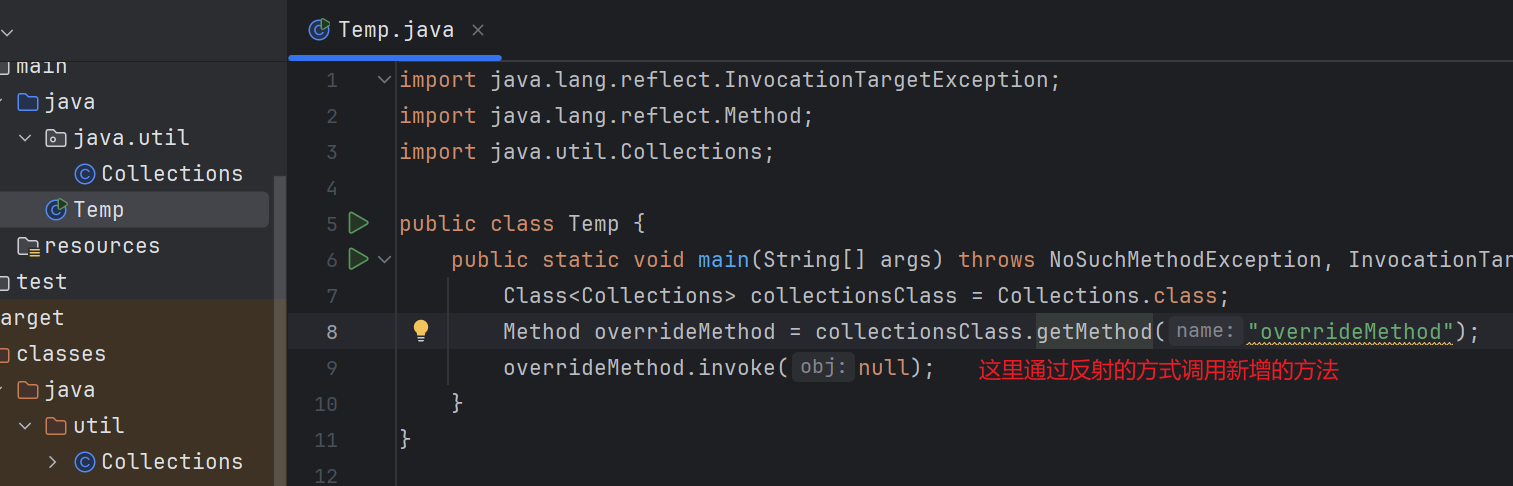 Temp.java
main
java
java.util
Collections
Temp
resources
test
arget
classes
java
util
Collections
1 import java.lang.reflect.InvocationTargetException;
2 import java.lang.reflect.Method;
3 import java.util.Collections;
4
5 public class Temp {
6 public static void main(String[] args) throws NoSuchMethodException, InvocationTar
7 Class<Collections> collectionsClass = Collections.class;
8 Method overrideMethod = collectionsClass.getMethod( name: "overrideMethod");
9 overrideMethod.invoke( obj: null); 这里通过反射的方式调用新增的方法
10 }
11 }
12